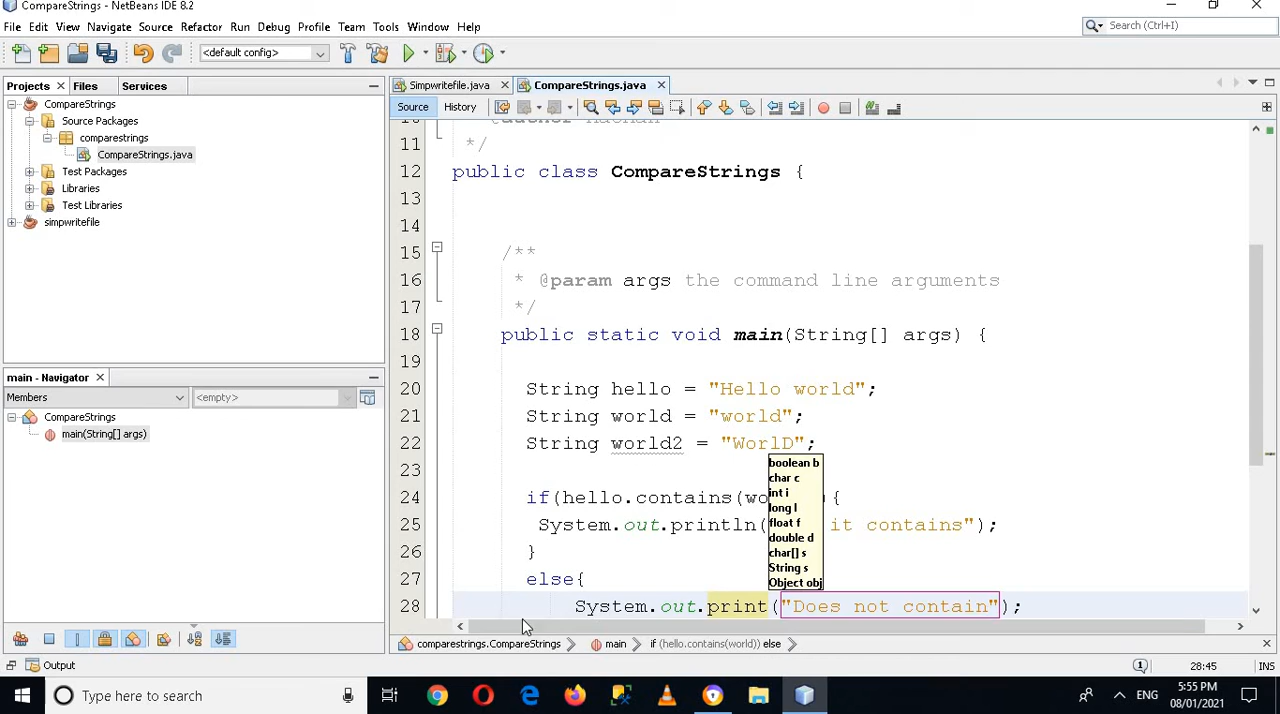 CompareStrings - NetBeans IDE 8.2
File Edit View Navigate Source Refactor Run Debug Profile Team Tools Window Help
Search (Ctrl+I)
<default config>
Projects Files Services
Simpwritefile.java CompareStrings.java
Source History
CompareStrings
Source Packages
comparestrings
CompareStrings.java
Test Packages
Libraries
Test Libraries
simpwritefile
main - Navigator
Members <empty>
CompareStrings
main(String[] args)
11 */
12 public class CompareStrings {
13
14
15 /**
16 * @param args the command line arguments
17 */
18 public static void main(String[] args) {
19
20 String hello = "Hello world";
21 String world = "world";
22 String world2 = "WorlD";
23
24 if(hello.contains(wo ){
25 System.out.println( it contains");
26 }
27 else{
28 System.out.print("Does not contain");
boolean b
char c
int i
long l
float f
double d
char[] s
String s
Object obj
comparestrings.CompareStrings main if (hello.contains(world)) else
Output
1 28:45 INS
Type here to search
ENG
5:55 PM
08/01/2021